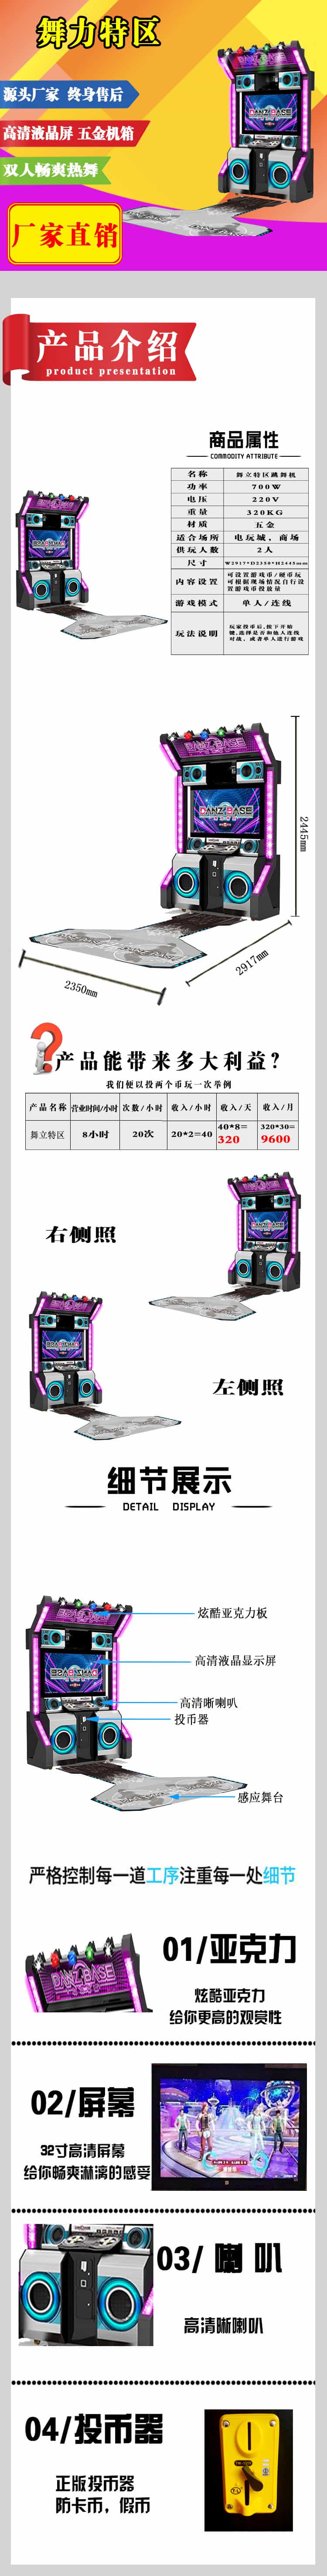 舞力特区
源头厂家 终身售后
高清液晶屏 五金机箱
双人畅爽热舞
厂家直销
DANZ BASE
产品介绍
product presentation
商品属性
COMMODITY ATTRIBUTE
名称 舞立特区跳舞机
功率 700W
电压 220V
重量 320KG
材质 五金
适合场所 电玩城,商场
供玩人数 2人
尺寸 W2917*D2350*H2445mm
内容设置 可设置游戏币/硬币玩
可根据现场情况自行设
置游戏币投放量
游戏模式 单人/连线
玩法说明 玩家投币后,按下开始
键,选择是否和他人连线
对战,或者单人进行游戏
DANZ BASE
2445mm
2917mm
2350mm
产品能带来多大利益?
我们便以投两个币玩一次举例
产品名称 营业时间/小时 次数/小时 收入/小时 收入/天 收入/月
舞立特区 8小时 20次 20*2=40 40*8=320 320*30=9600
右侧照
左侧照
细节展示
DETAIL DISPLAY
炫酷亚克力板
高清液晶显示屏
高清晰喇叭
投币器
感应舞台
严格控制每一道工序注重每一处细节
01/亚克力
DANZ BASE
炫酷亚克力
给你更高的观赏性
02/屏幕
32寸高清屏幕
给你畅爽淋漓的感受
03/喇叭
高清晰喇叭
04/投币器
正版投币器
防卡币,假币